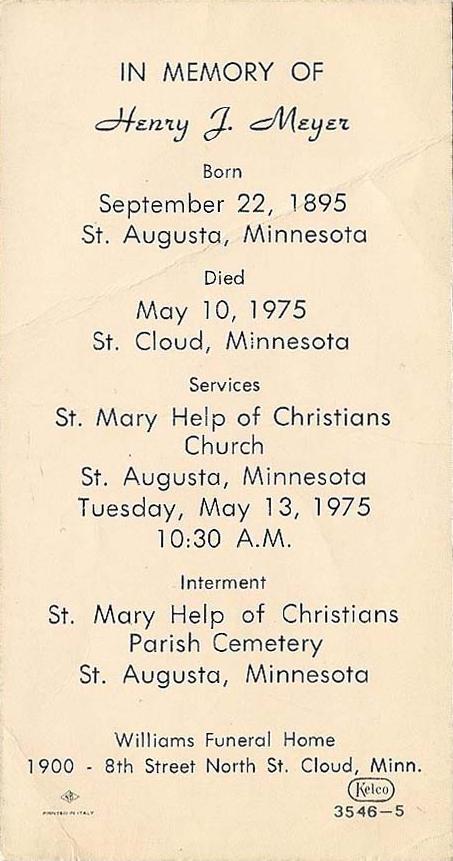 IN MEMORY OF
Henry J. Meyer
Born
September 22, 1895
St. Augusta, Minnesota
Died
May 10, 1975
St. Cloud, Minnesota
Services
St. Mary Help of Christians
Church
St. Augusta, Minnesota
Tuesday, May 13, 1975
10:30 A.M.
Interment
St. Mary Help of Christians
Parish Cemetery
St. Augusta, Minnesota
Williams Funeral Home
1900 - 8th Street North St. Cloud, Minn.
Kelco
PRINTED IN ITALY
3546-5